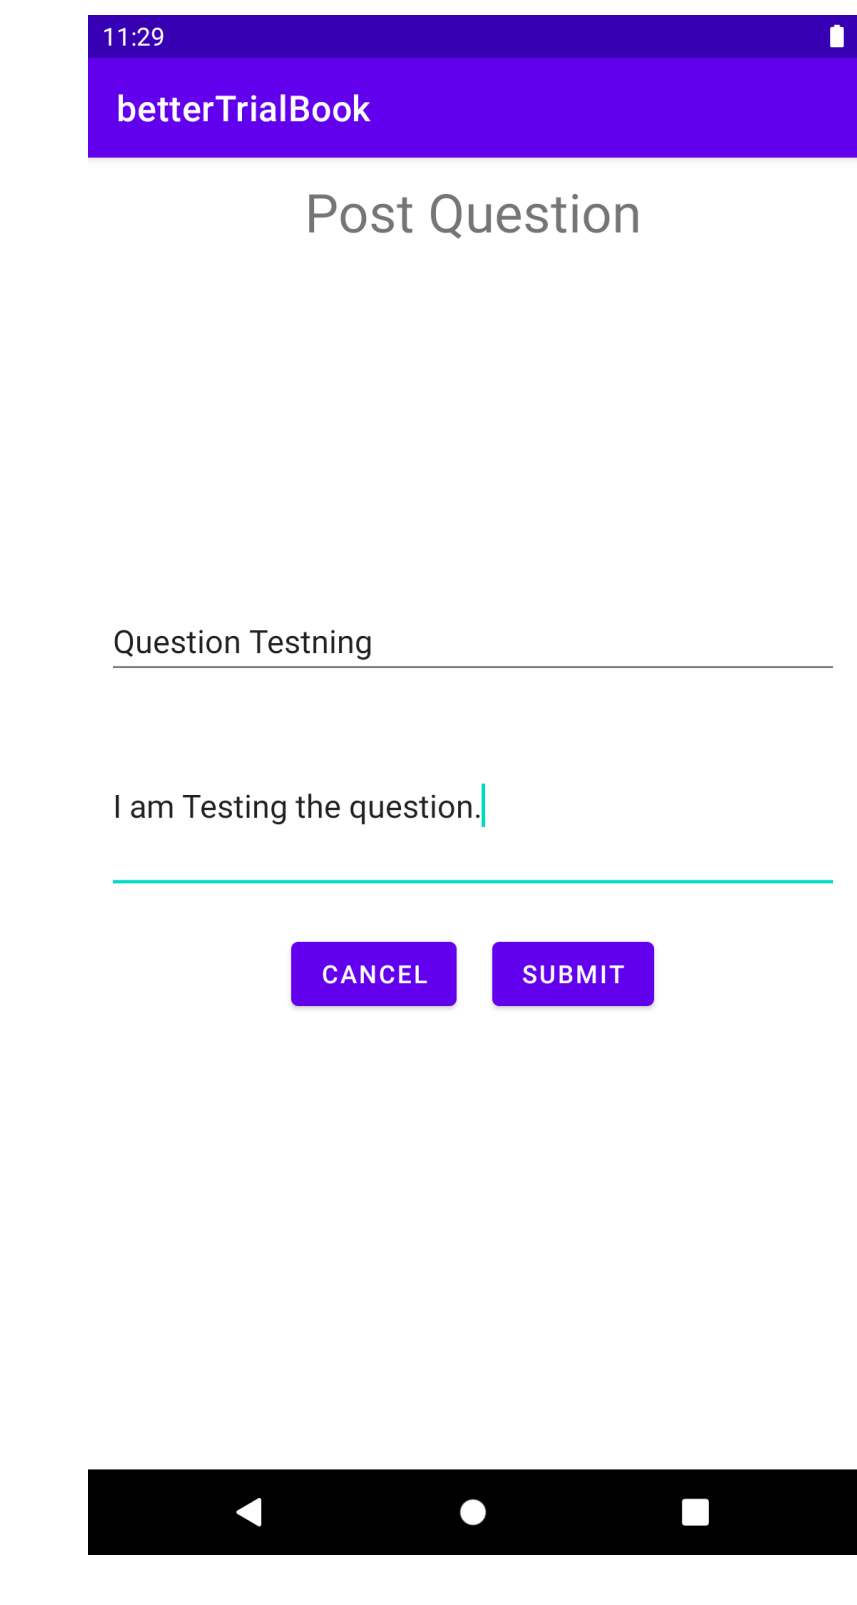 11:29
betterTrialBook
Post Question
Question Testning
I am Testing the question.
CANCEL SUBMIT